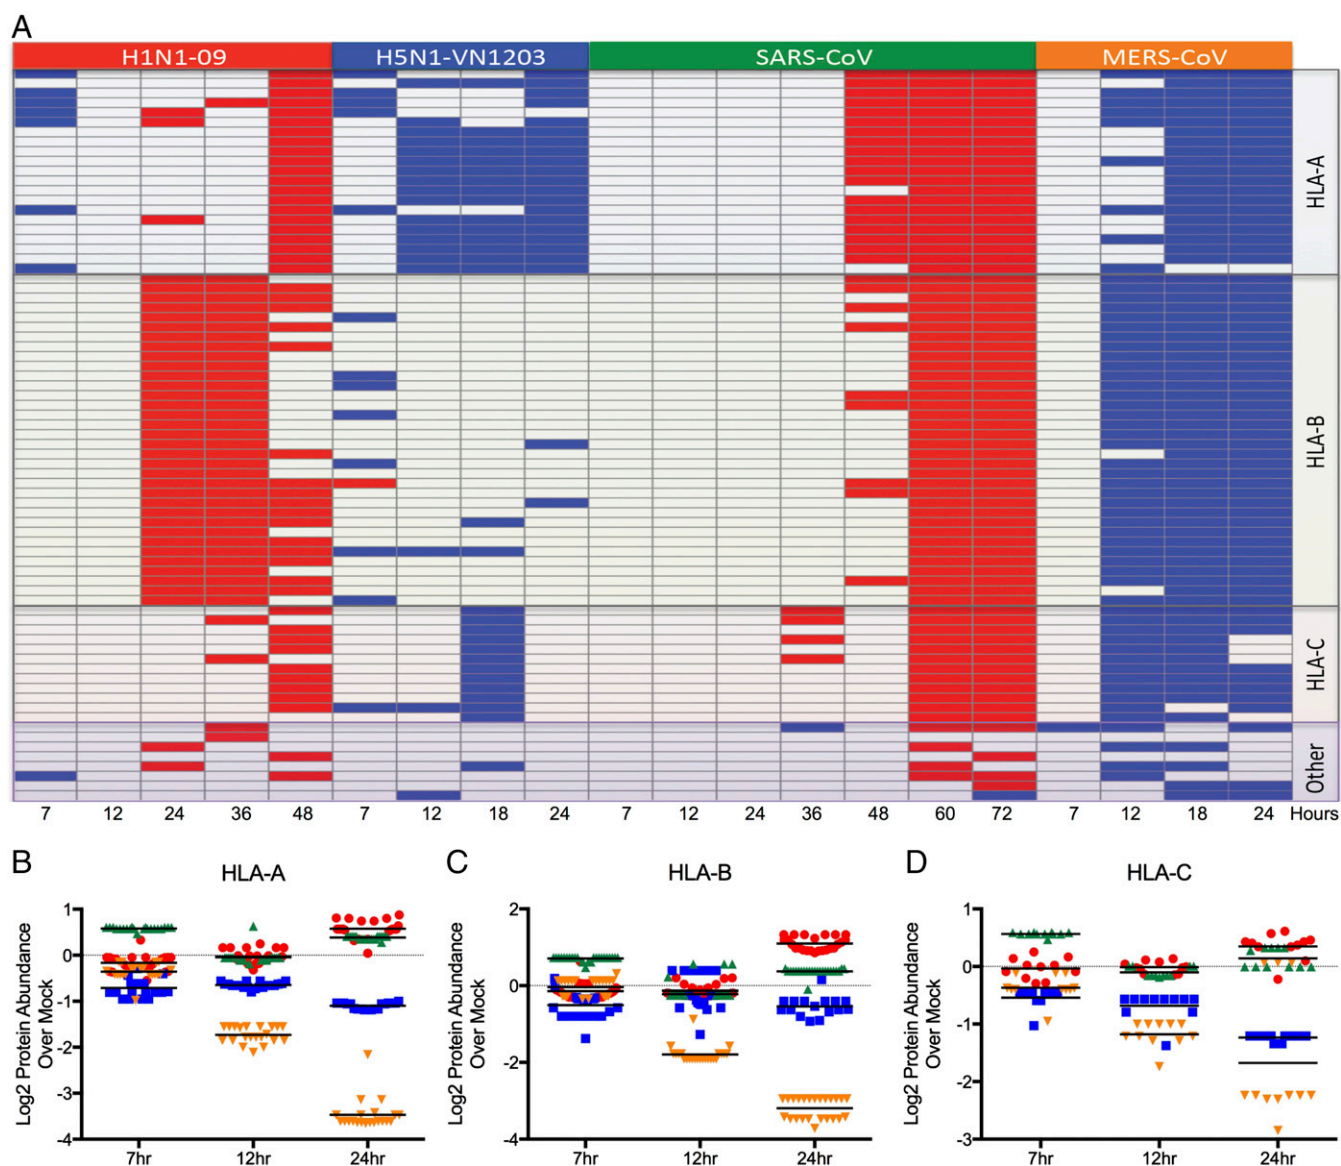 A
H1N1-09 H5N1-VN1203 SARS-CoV MERS-CoV
HLA-A
HLA-B
HLA-C
Other
7 12 24 36 48 7 12 18 24 7 12 24 36 48 60 72 7 12 18 24 Hours
B
HLA-A
Log2 Protein Abundance
Over Mock
1
0
-1
-2
-3
-4
7hr 12hr 24hr
C
HLA-B
Log2 Protein Abundance
Over Mock
2
0
-2
-4
7hr 12hr 24hr
D
HLA-C
Log2 Protein Abundance
Over Mock
1
0
-1
-2
-3
7hr 12hr 24hr